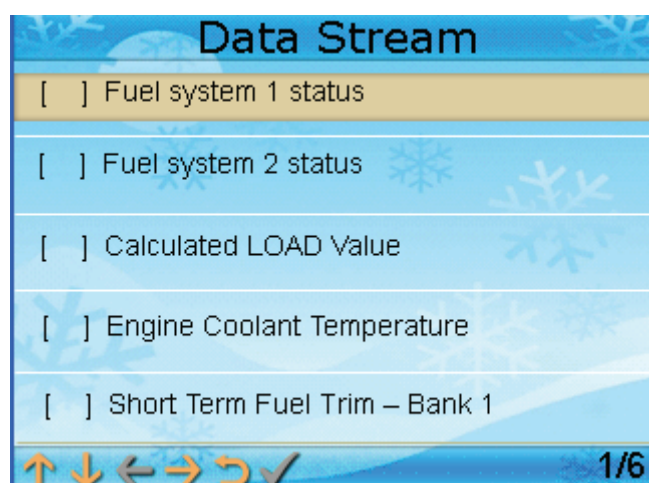 Data Stream
[ ] Fuel system 1 status
[ ] Fuel system 2 status
[ ] Calculated LOAD Value
[ ] Engine Coolant Temperature
[ ] Short Term Fuel Trim – Bank 1
1/6